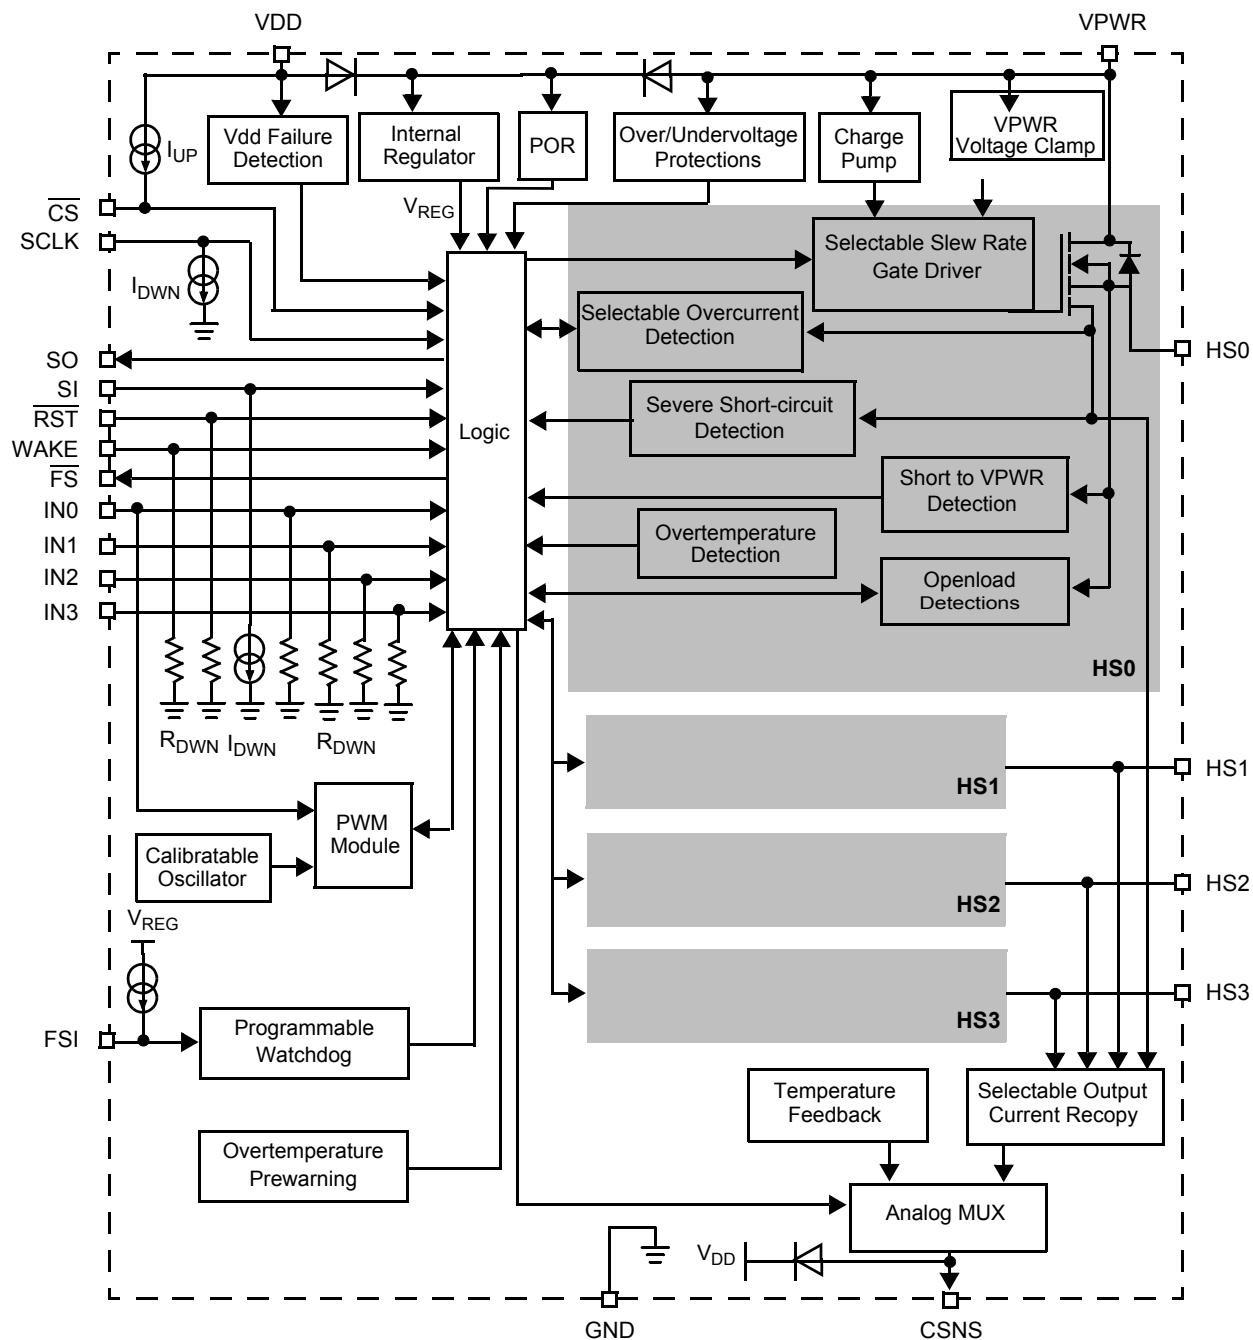 VDD
VPWR
Vdd Failure
Detection
Internal
Regulator
POR
Over/Undervoltage
Protections
Charge
Pump
VPWR
Voltage Clamp
IUP
CS
VREG
SCLK
Selectable Slew Rate
Gate Driver
IDWN
Selectable Overcurrent
Detection
HS0
SO
SI
RST
WAKE
FS
IN0
IN1
IN2
IN3
Logic
Severe Short-circuit
Detection
Short to VPWR
Detection
Overtemperature
Detection
Openload
Detections
HS0
RDWN
IDWN
RDWN
HS1
HS1
PWM
Module
Calibratable
Oscillator
HS2
HS2
VREG
HS3
HS3
FSI
Programmable
Watchdog
Temperature
Feedback
Selectable Output
Current Recopy
Overtemperature
Prewarning
Analog MUX
VDD
GND
CSNS